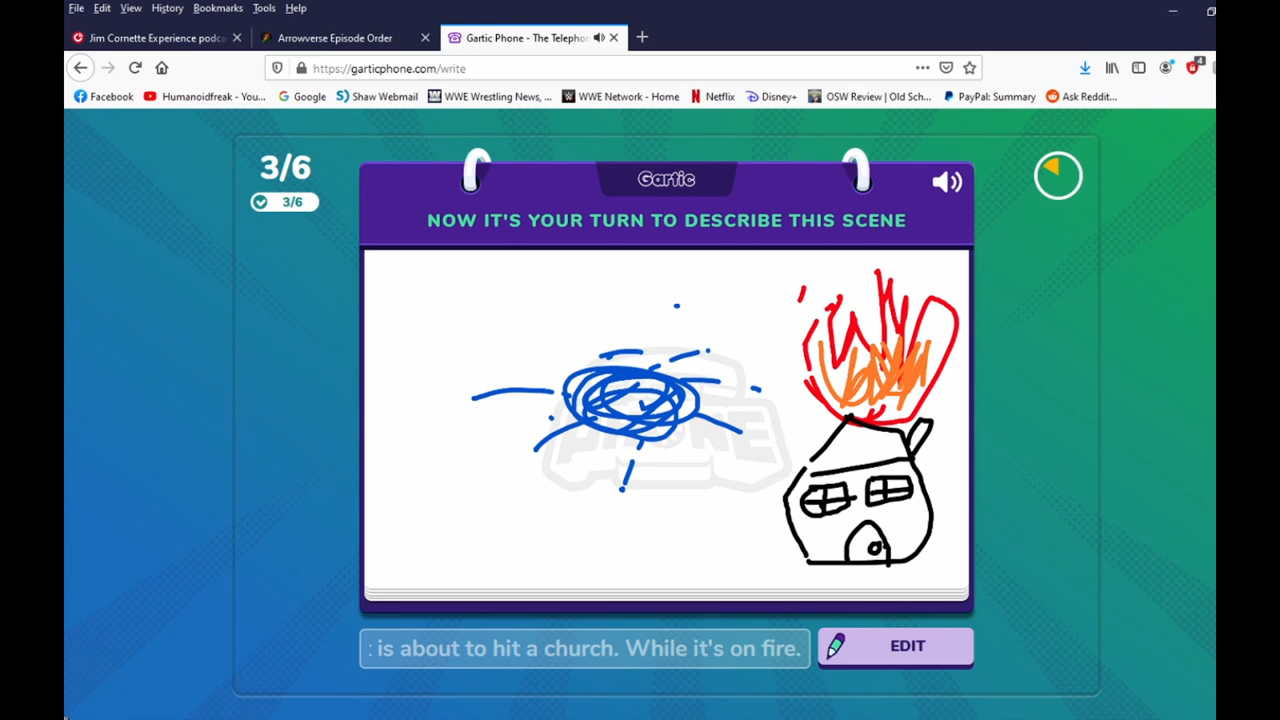 File Edit View History Bookmarks Tools Help
Jim Cornette Experience podca
Arrowverse Episode Order
Gartic Phone - The Telepho
https://garticphone.com/write
4
Facebook
Humanoidfreak - You...
Google
Shaw Webmail
WWE Wrestling News, ...
WWE Network - Home
Netflix
Disney+
OSW Review | Old Sch...
PayPal: Summary
Ask Reddit...
3/6
3/6
Gartic
NOW IT'S YOUR TURN TO DESCRIBE THIS SCENE
PHONE
is about to hit a church. While it's on fire.
EDIT